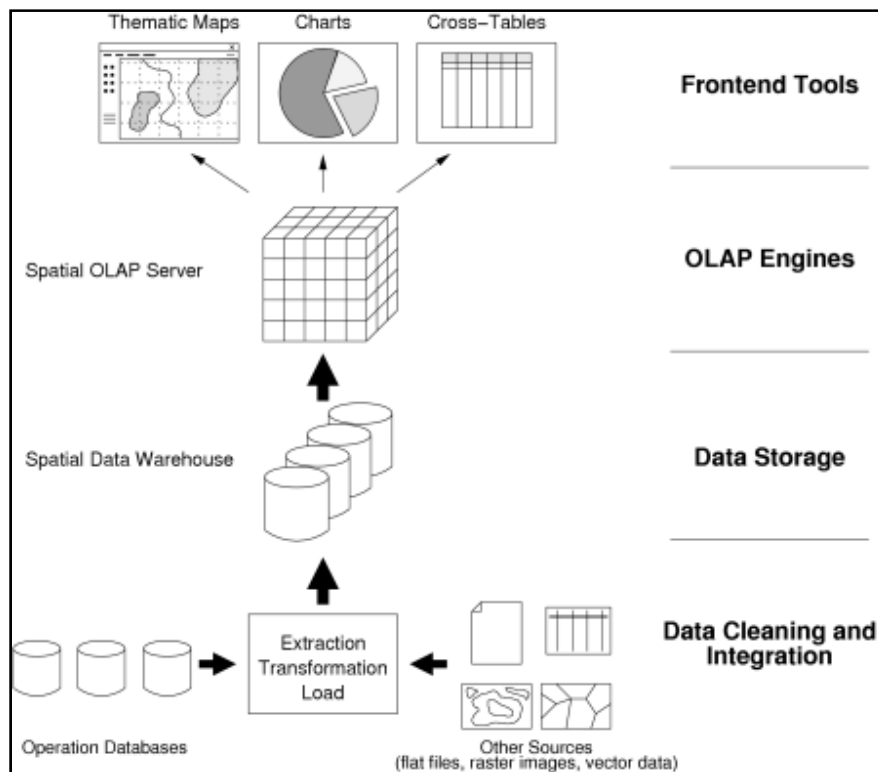 Thematic Maps
Charts
Cross-Tables
Frontend Tools
Spatial OLAP Server
OLAP Engines
Spatial Data Warehouse
Data Storage
Extraction
Transformation
Load
Data Cleaning and
Integration
Operation Databases
Other Sources
(flat files, raster images, vector data)